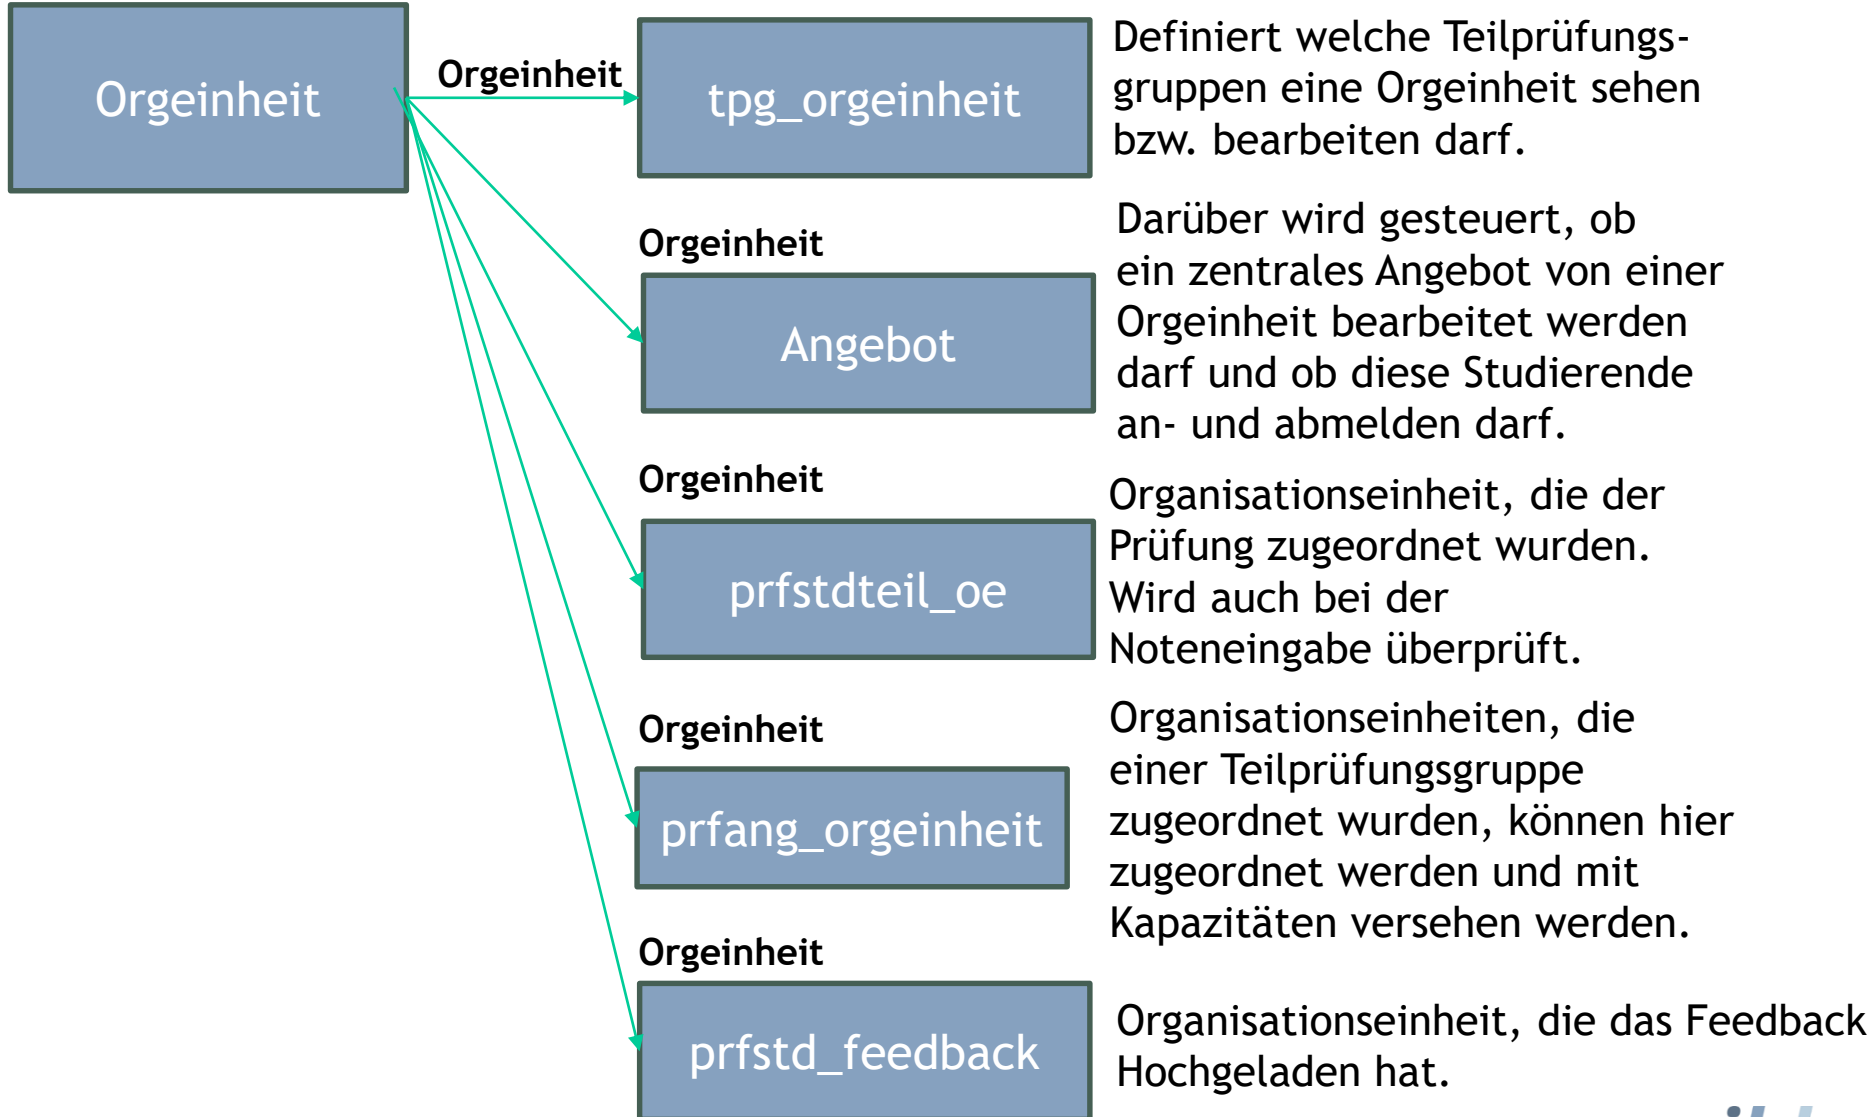 Orgeinheit
Orgeinheit
tpg_orgeinheit
Definiert welche Teilprüfungs-
gruppen eine Orgeinheit sehen
bzw. bearbeiten darf.
Orgeinheit
Angebot
Darüber wird gesteuert, ob
ein zentrales Angebot von einer
Orgeinheit bearbeitet werden
darf und ob diese Studierende
an- und abmelden darf.
Orgeinheit
prfstdteil_oe
Organisationseinheit, die der
Prüfung zugeordnet wurden.
Wird auch bei der
Noteneingabe überprüft.
Orgeinheit
prfang_orgeinheit
Organisationseinheiten, die
einer Teilprüfungsgruppe
zugeordnet wurden, können hier
zugeordnet werden und mit
Kapazitäten versehen werden.
Orgeinheit
prfstd_feedback
Organisationseinheit, die das Feedback
Hochgeladen hat.